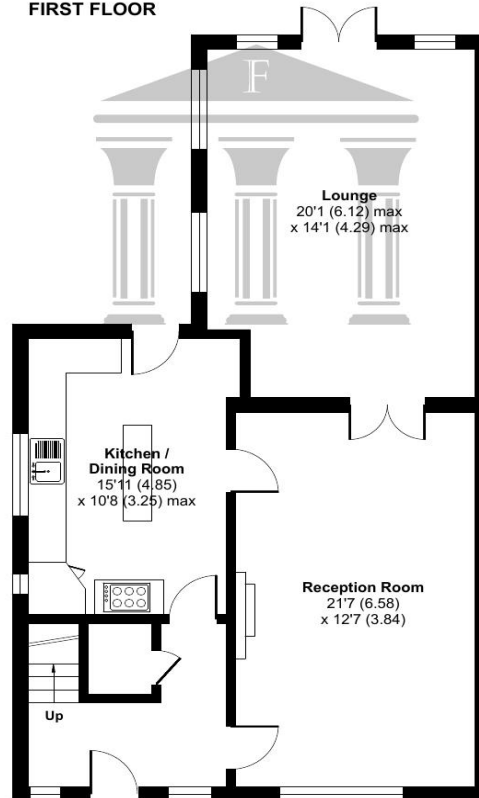 FIRST FLOOR
F
Lounge
20'1 (6.12) max
x 14'1 (4.29) max
Kitchen /
Dining Room
15'11 (4.85)
x 10'8 (3.25) max
Reception Room
21'7 (6.58)
x 12'7 (3.84)
Up